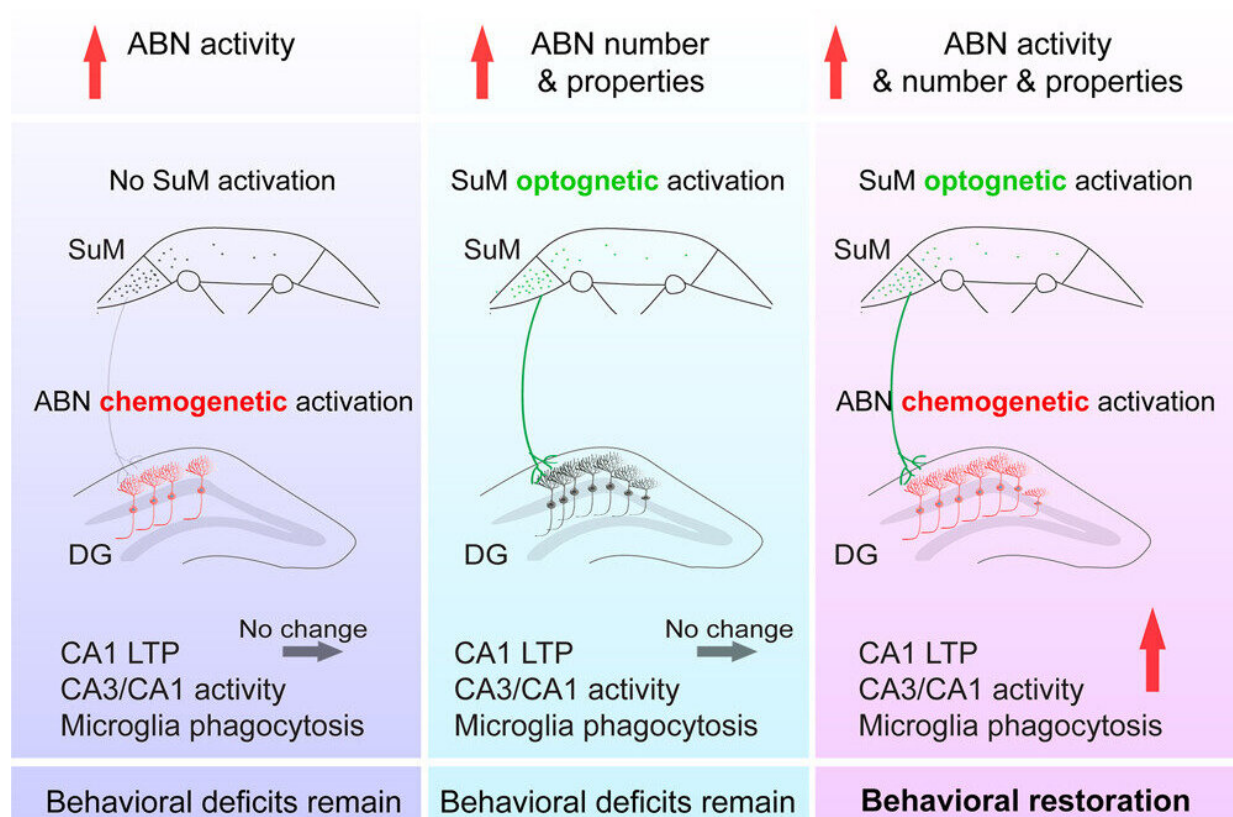 ABN activity
No SuM activation
SuM
ABN chemogenetic activation
DG
No change
CA1 LTP
CA3/CA1 activity
Microglia phagocytosis
Behavioral deficits remain
ABN number
& properties
SuM optognetic activation
SuM
DG
No change
CA1 LTP
CA3/CA1 activity
Microglia phagocytosis
Behavioral deficits remain
ABN activity
& number & properties
SuM optognetic activation
SuM
ABN chemogenetic activation
DG
CA1 LTP
CA3/CA1 activity
Microglia phagocytosis
Behavioral restoration